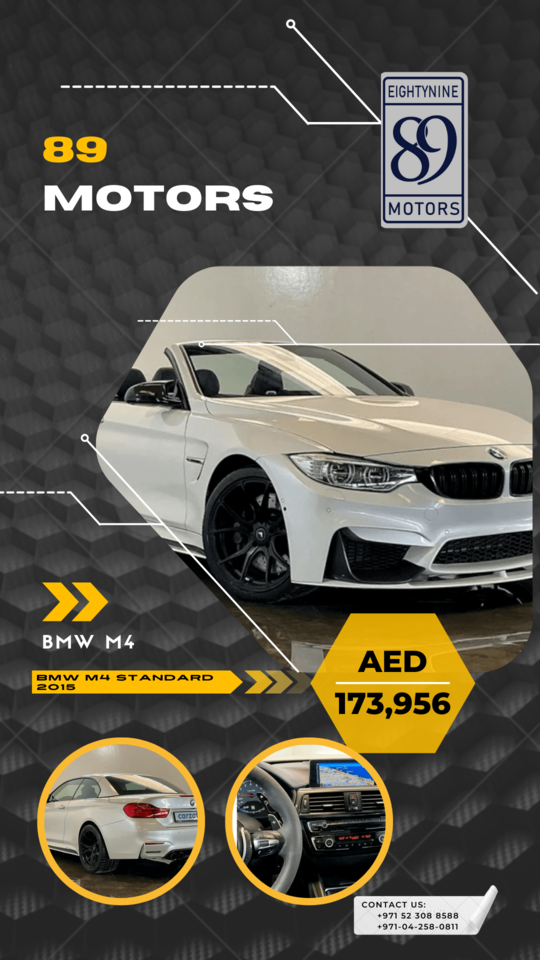 EIGHTYNINE
89
MOTORS
89
MOTORS
BMW M4
BMW M4 STANDARD
2015
AED
173,956
CONTACT US:
+971 52 308 8588
+971-04-258-0811